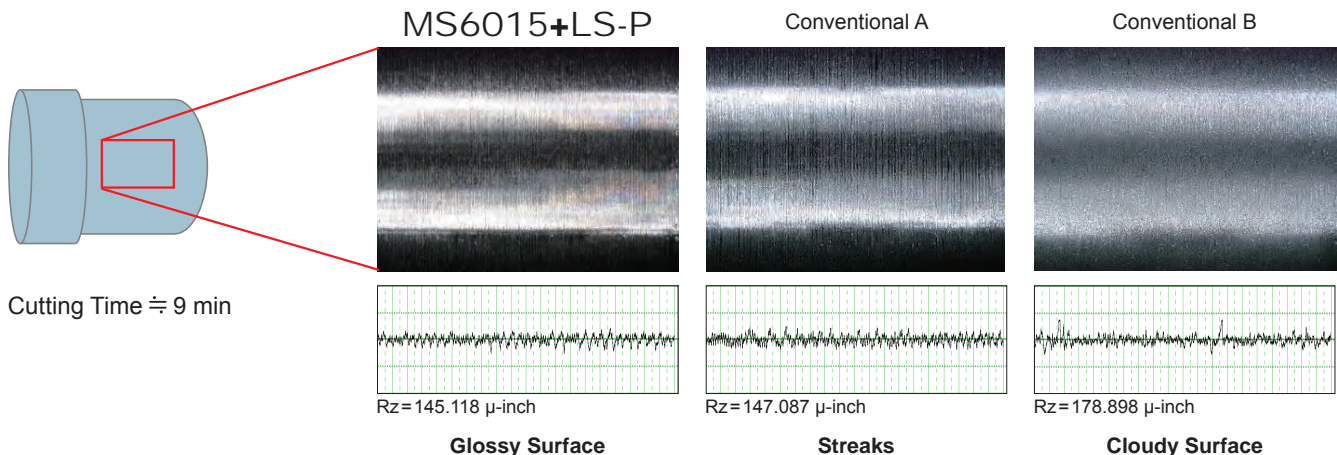 MS6015+LS-P
Conventional A
Conventional B
Cutting Time ≒ 9 min
Rz=145.118 μ-inch
Rz=147.087 μ-inch
Rz=178.898 μ-inch
Glossy Surface
Streaks
Cloudy Surface